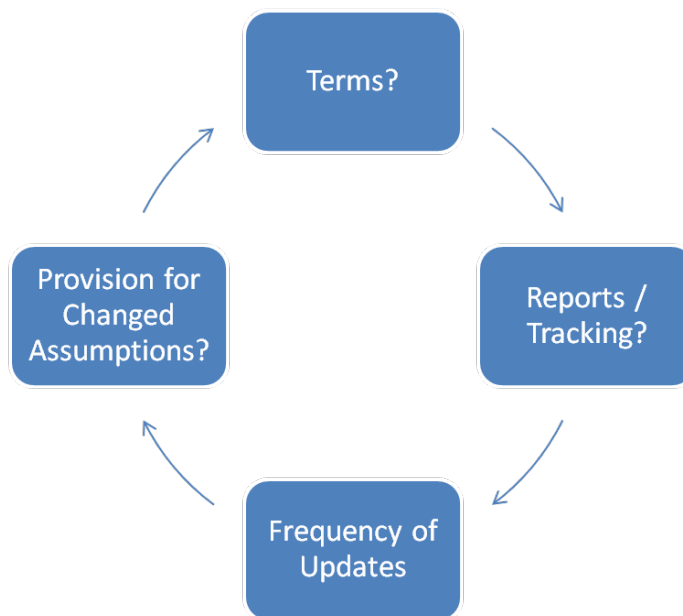 Terms?
Provision for
Changed
Assumptions?
Reports /
Tracking?
Frequency of
Updates